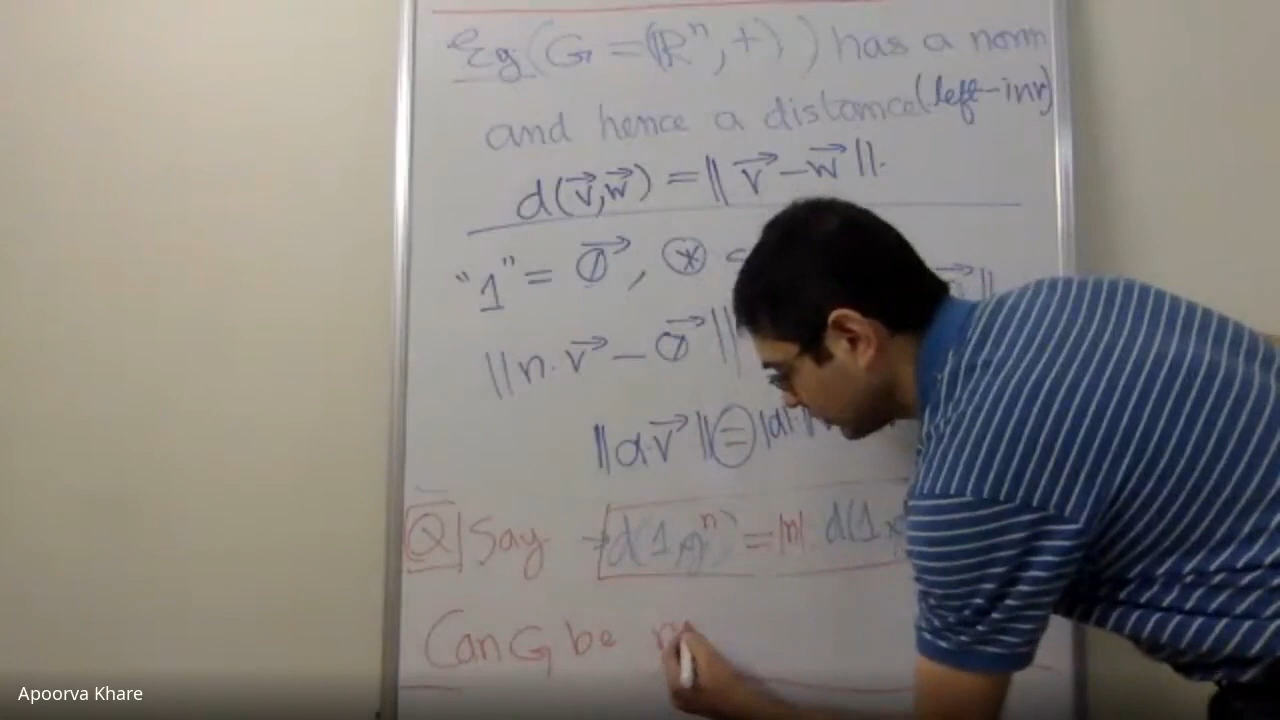 Eg (G = (ℝⁿ, +)) has a norm
and hence a distance (left-inv)
d(v⃗, w⃗) = ‖ v⃗ − w⃗ ‖.
"1" = 0⃗, ⊛
‖n·v⃗ − 0⃗‖
‖a·v⃗‖ = |a|·
Q Say d(1, gⁿ) = |n| d(1,
Can G be
Apoorva Khare